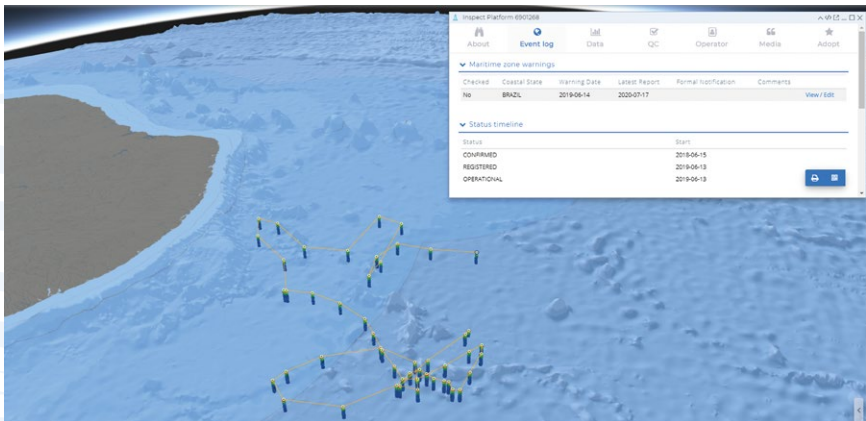 Inspect Platform 6901268
About Event log Data QC Operator Media Adopt
Maritime zone warnings
Checked Coastal State Warning Date Latest Report Formal Notification Comments
No BRAZIL 2019-06-14 2020-07-17 View / Edit
Status timeline
Status Start
CONFIRMED 2018-06-15
REGISTERED 2019-06-13
OPERATIONAL 2019-06-13